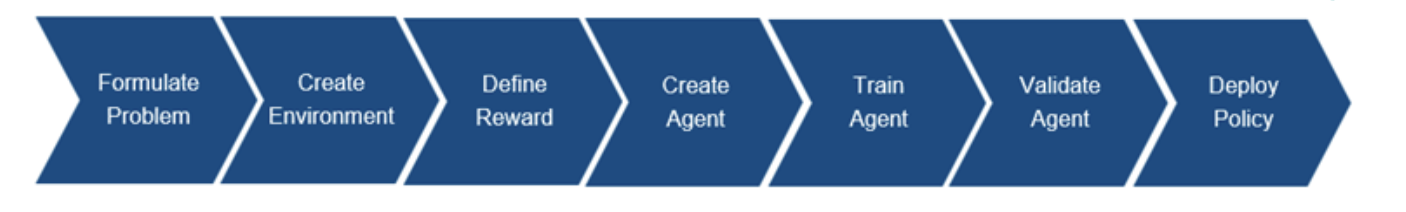 Formulate
Problem
Create
Environment
Define
Reward
Create
Agent
Train
Agent
Validate
Agent
Deploy
Policy